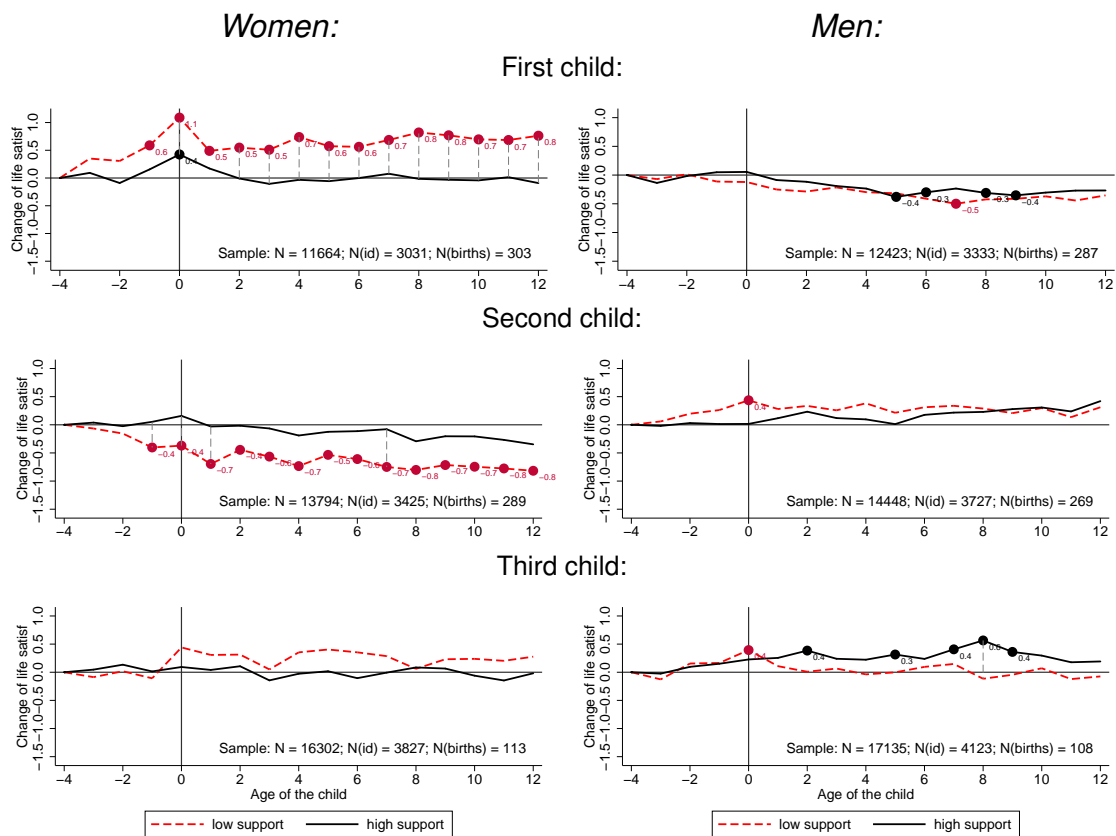 Women:
Men:
First child:
Change of life satisf
1.0
0.5
0.0
−0.5
−1.0
−1.5
1.1
0.6
0.5
0.5
0.5
0.7
0.6
0.6
0.7
0.8
0.8
0.7
0.7
0.8
0.4
Sample: N = 11664; N(id) = 3031; N(births) = 303
−4 −2 0 2 4 6 8 10 12
Change of life satisf
1.0
0.5
0.0
−0.5
−1.0
−1.5
−0.4
−0.3
−0.5
−0.3
−0.4
Sample: N = 12423; N(id) = 3333; N(births) = 287
−4 −2 0 2 4 6 8 10 12
Second child:
Change of life satisf
1.0
0.5
0.0
−0.5
−1.0
−1.5
−0.4
−0.4
−0.7
−0.4
−0.7
−0.5
−0.7
−0.8
−0.7
−0.7
−0.8
−0.8
Sample: N = 13794; N(id) = 3425; N(births) = 289
−4 −2 0 2 4 6 8 10 12
Change of life satisf
1.0
0.5
0.0
−0.5
−1.0
−1.5
0.4
Sample: N = 14448; N(id) = 3727; N(births) = 269
−4 −2 0 2 4 6 8 10 12
Third child:
Change of life satisf
1.0
0.5
0.0
−0.5
−1.0
−1.5
Sample: N = 16302; N(id) = 3827; N(births) = 113
−4 −2 0 2 4 6 8 10 12
Age of the child
low support high support
Change of life satisf
1.0
0.5
0.0
−0.5
−1.0
−1.5
0.4
0.3
0.4
0.6
0.4
Sample: N = 17135; N(id) = 4123; N(births) = 108
−4 −2 0 2 4 6 8 10 12
Age of the child
low support high support